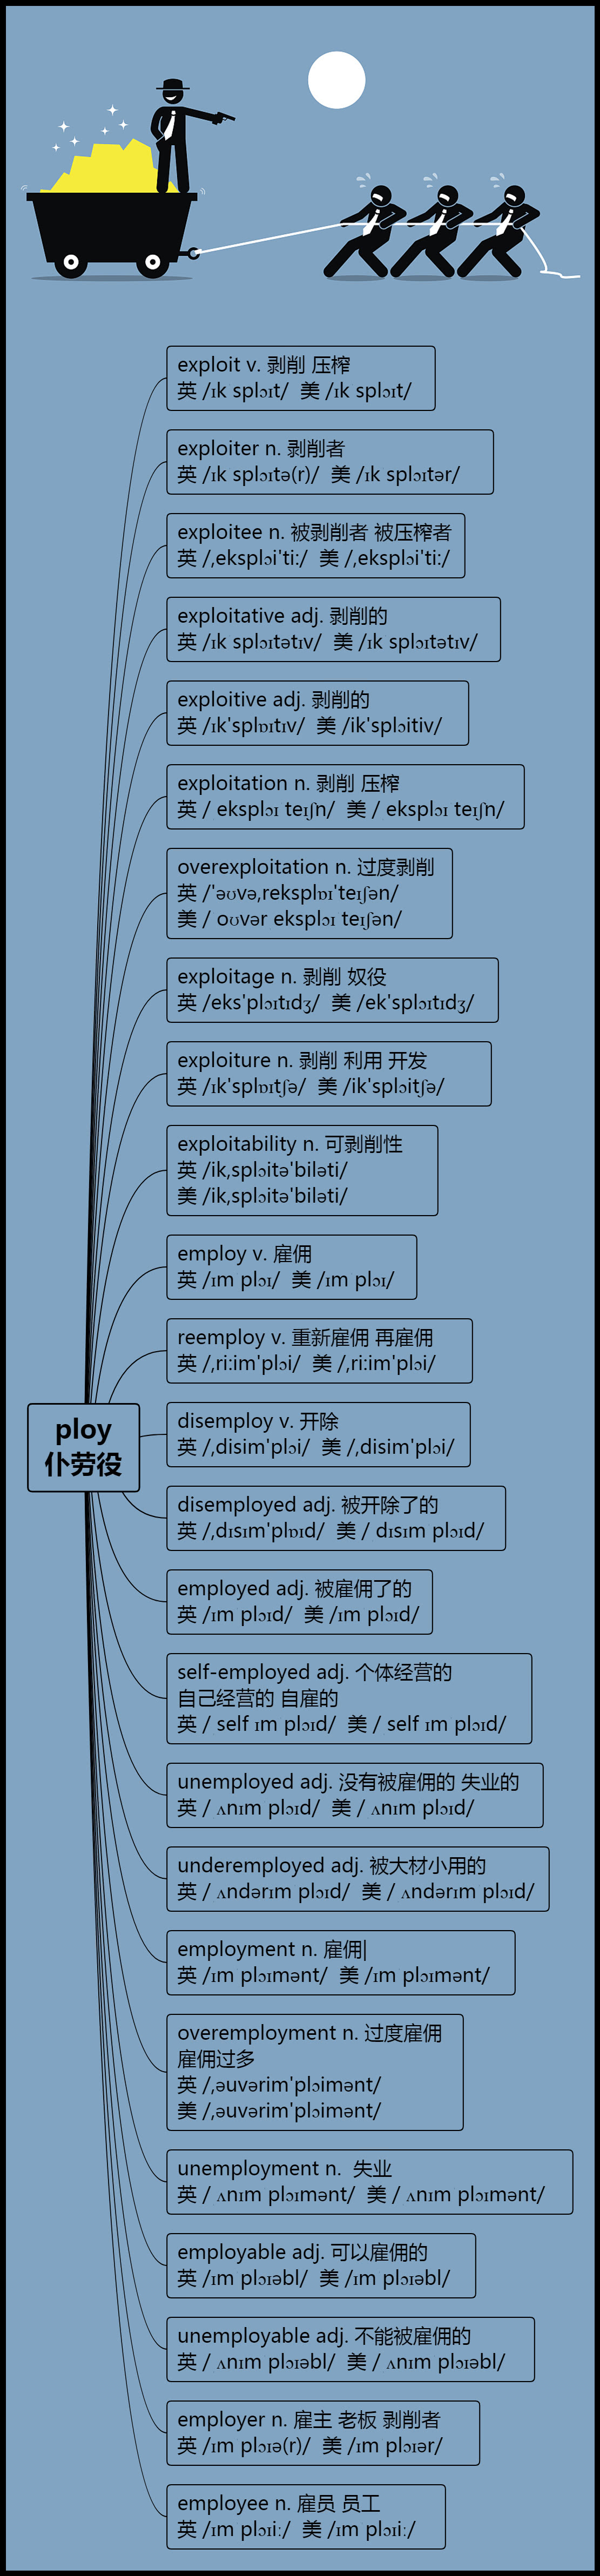 exploit v. 剥削 压榨
英 /ɪk splɔɪt/ 美 /ɪk splɔɪt/
exploiter n. 剥削者
英 /ɪk splɔɪtə(r)/ 美 /ɪk splɔɪtər/
exploitee n. 被剥削者 被压榨者
英 /,eksplɔi'ti:/ 美 /,eksplɔi'ti:/
exploitative adj. 剥削的
英 /ɪk splɔɪtətɪv/ 美 /ɪk splɔɪtətɪv/
exploitive adj. 剥削的
英 /ɪk'splɒɪtɪv/ 美 /ik'splɔitiv/
exploitation n. 剥削 压榨
英 / eksplɔɪ teɪʃn/ 美 / eksplɔɪ teɪʃn/
overexploitation n. 过度剥削
英 /'əʊvə,reksplɒɪ'teɪʃən/
美 / oʊvər eksplɔɪ teɪʃən/
exploitage n. 剥削 奴役
英 /eks'plɔɪtɪdʒ/ 美 /ek'splɔɪtɪdʒ/
exploiture n. 剥削 利用 开发
英 /ɪk'splɒɪtʃə/ 美 /ik'splɔitʃə/
exploitability n. 可剥削性
英 /ik,splɔitə'biləti/
美 /ik,splɔitə'biləti/
employ v. 雇佣
英 /ɪm plɔɪ/ 美 /ɪm plɔɪ/
reemploy v. 重新雇佣 再雇佣
英 /,ri:im'plɔi/ 美 /,ri:im'plɔi/
ploy
仆劳役
disemploy v. 开除
英 /,disim'plɔi/ 美 /,disim'plɔi/
disemployed adj. 被开除了的
英 /,dɪsɪm'plɒɪd/ 美 / dɪsɪm plɔɪd/
employed adj. 被雇佣了的
英 /ɪm plɔɪd/ 美 /ɪm plɔɪd/
self-employed adj. 个体经营的
自己经营的 自雇的
英 / self ɪm plɔɪd/ 美 / self ɪm plɔɪd/
unemployed adj. 没有被雇佣的 失业的
英 / ʌnɪm plɔɪd/ 美 / ʌnɪm plɔɪd/
underemployed adj. 被大材小用的
英 / ʌndərɪm plɔɪd/ 美 / ʌndərɪm plɔɪd/
employment n. 雇佣|
英 /ɪm plɔɪmənt/ 美 /ɪm plɔɪmənt/
overemployment n. 过度雇佣
雇佣过多
英 /,əuvərim'plɔimənt/
美 /,əuvərim'plɔimənt/
unemployment n. 失业
英 / ʌnɪm plɔɪmənt/ 美 / ʌnɪm plɔɪmənt/
employable adj. 可以雇佣的
英 /ɪm plɔɪəbl/ 美 /ɪm plɔɪəbl/
unemployable adj. 不能被雇佣的
英 / ʌnɪm plɔɪəbl/ 美 / ʌnɪm plɔɪəbl/
employer n. 雇主 老板 剥削者
英 /ɪm plɔɪə(r)/ 美 /ɪm plɔɪər/
employee n. 雇员 员工
英 /ɪm plɔɪiː/ 美 /ɪm plɔɪiː/